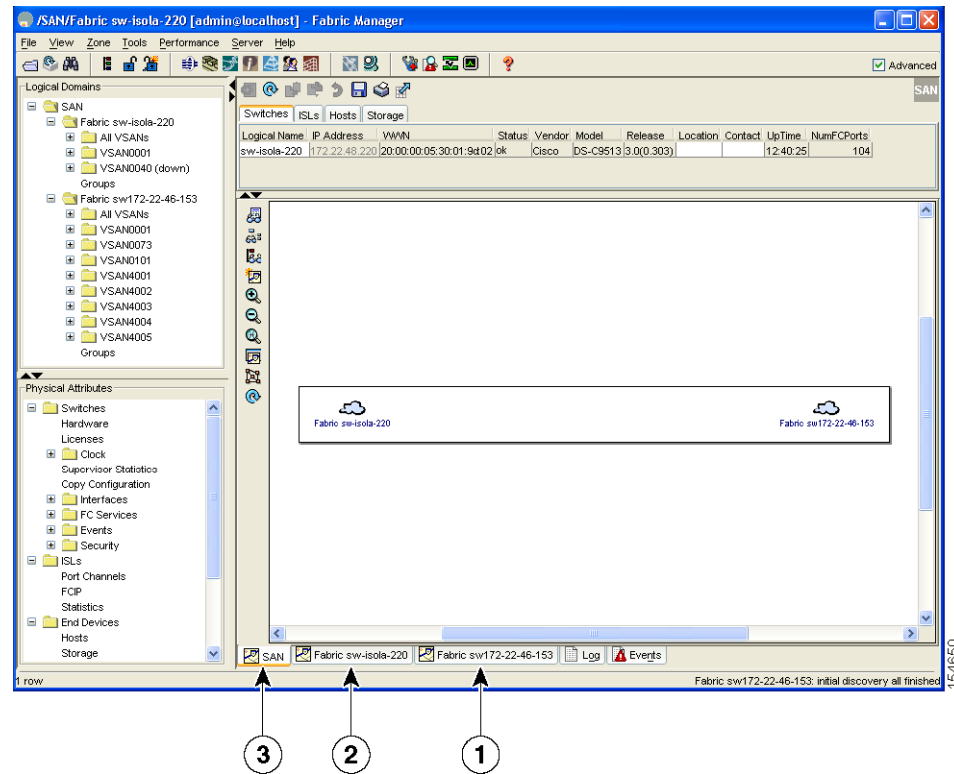 /SAN/Fabric sw-isola-220 [admin@localhost] - Fabric Manager
File View Zone Tools Performance Server Help
Advanced
Logical Domains
SAN
Fabric sw-isola-220
All VSANs
VSAN0001
VSAN0040 (down)
Groups
Fabric sw172-22-46-153
All VSANs
VSAN0001
VSAN0073
VSAN0101
VSAN4001
VSAN4002
VSAN4003
VSAN4004
VSAN4005
Groups
Physical Attributes
Switches
Hardware
Licenses
Clock
Supervisor Statistics
Copy Configuration
Interfaces
FC Services
Events
Security
ISLs
Port Channels
FCIP
Statistics
End Devices
Hosts
Storage
SAN
Switches ISLs Hosts Storage
Logical Name IP Address WWN Status Vendor Model Release Location Contact UpTime NumFCPorts
sw-isola-220 172.22.48.220 20:00:00:05:30:01:9d:02 ok Cisco DS-C9513 3.0(0.303) 12:40:25 104
Fabric sw-isola-220 Fabric sw172-22-46-153
SAN Fabric sw-isola-220 Fabric sw172-22-46-153 Log Events
1 row Fabric sw172-22-46-153: initial discovery all finished
154650
3 2 1